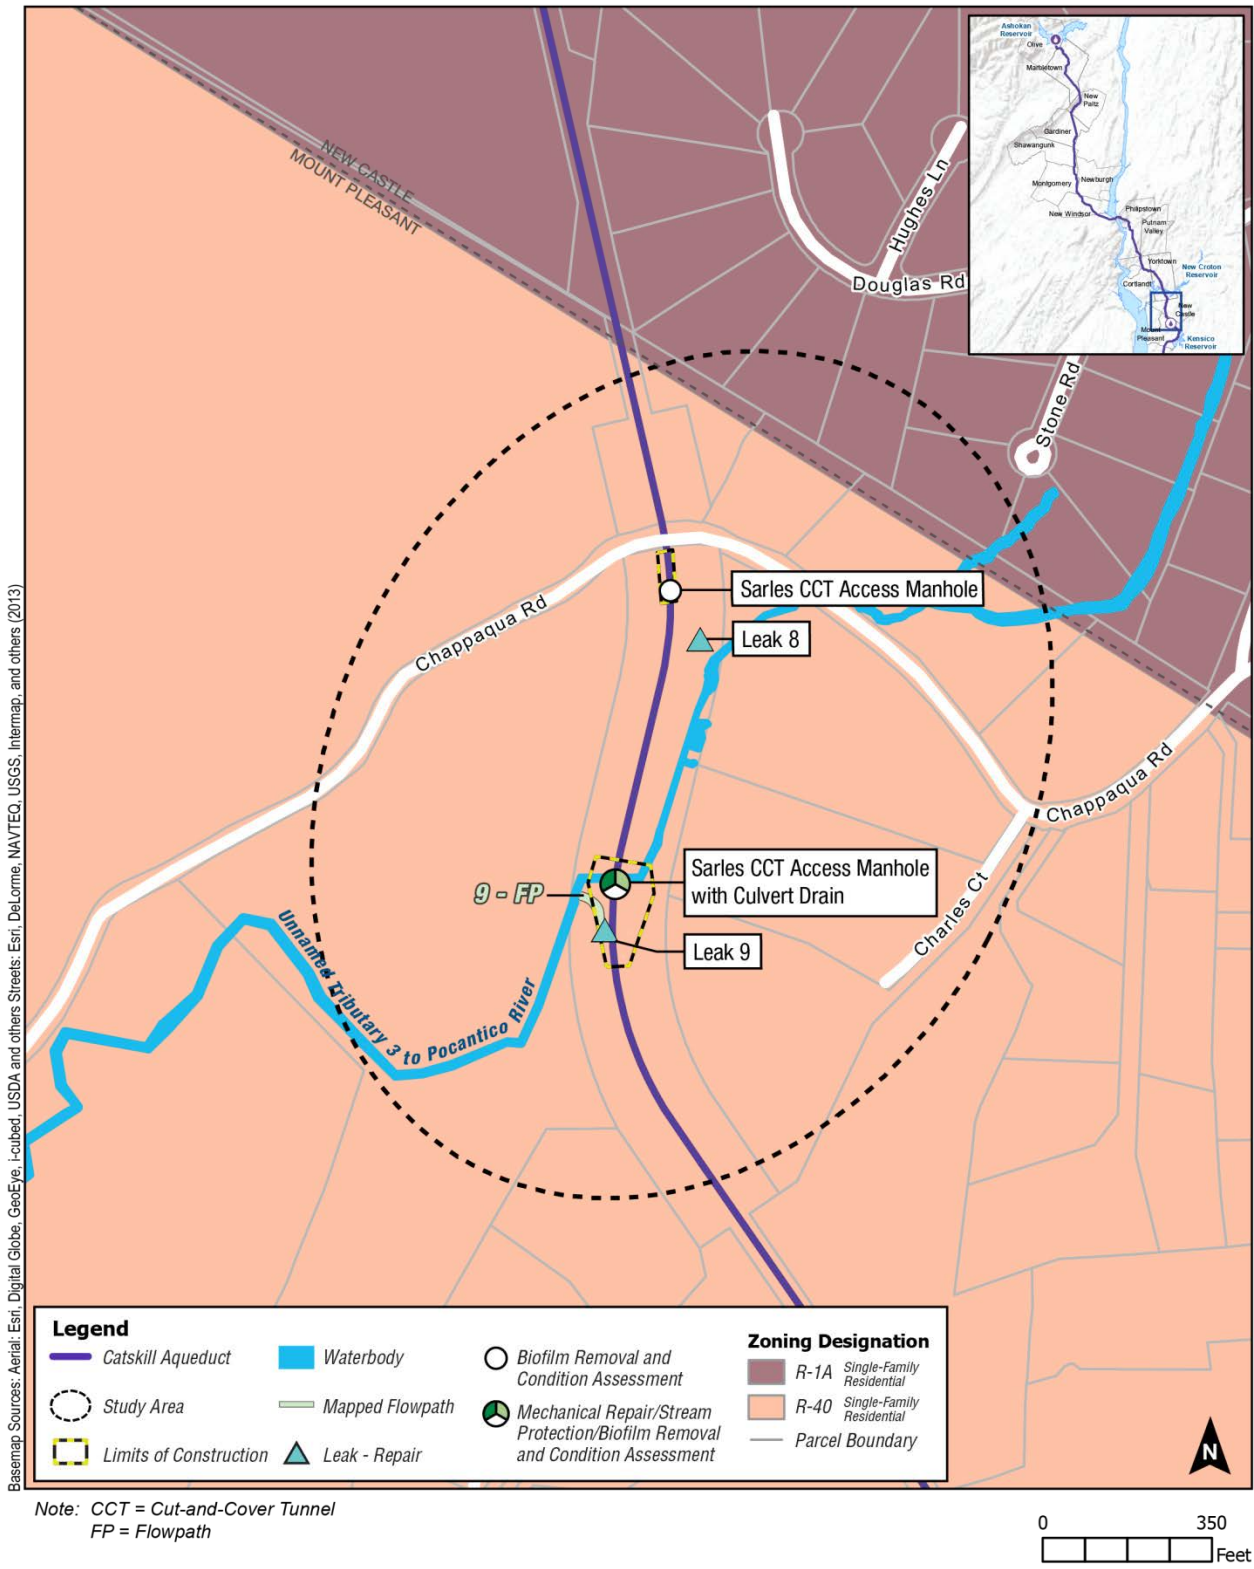 Ashokan
Reservoir
Olive
Marbletown
New
Paltz
Gardiner
Shawangunk
Montgomery
Newburgh
New Windsor
Philipstown
Putnam
Valley
Yorktown
New Croton
Reservoir
Cortlandt
New
Castle
Mount
Pleasant
Kensico
Reservoir
NEW CASTLE
MOUNT PLEASANT
Hughes Ln
Douglas Rd
Stone Rd
Sarles CCT Access Manhole
Chappaqua Rd
Leak 8
Chappaqua Rd
Sarles CCT Access Manhole
with Culvert Drain
9 - FP
Charles Ct
Leak 9
Unnamed Tributary 3 to Pocantico River
Basemap Sources: Aerial: Esri, Digital Globe, GeoEye, i-cubed, USDA and others Streets: Esri, DeLorme, NAVTEQ, USGS, Intermap, and others (2013)
Legend
Catskill Aqueduct
Study Area
Limits of Construction
Waterbody
Mapped Flowpath
Leak - Repair
Biofilm Removal and
Condition Assessment
Mechanical Repair/Stream
Protection/Biofilm Removal
and Condition Assessment
Zoning Designation
R-1A Single-Family
Residential
R-40 Single-Family
Residential
Parcel Boundary
N
Note: CCT = Cut-and-Cover Tunnel
FP = Flowpath
0 350
Feet